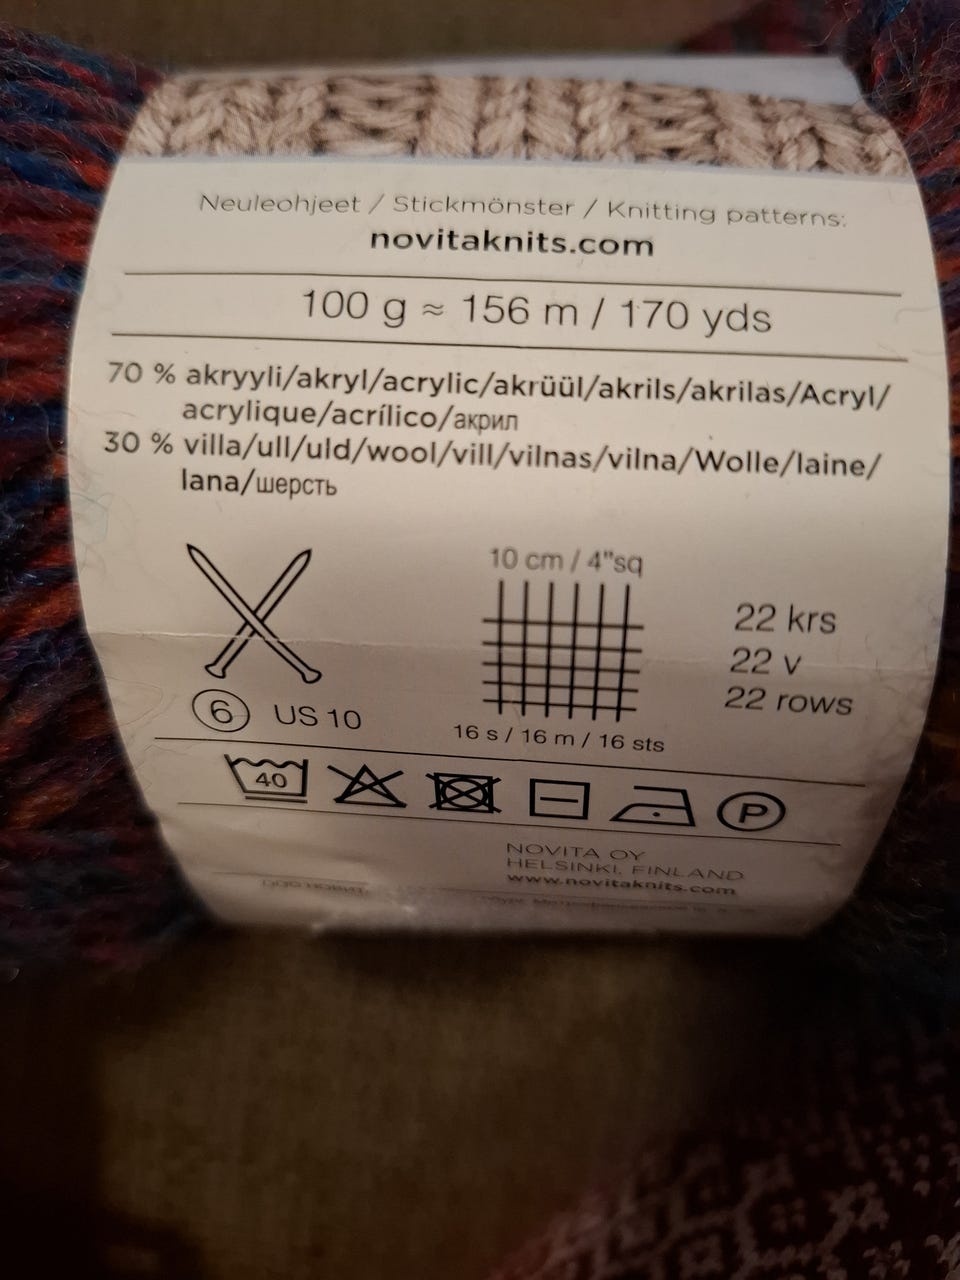 Neuleohjeet / Stickmönster / Knitting patterns:
novitaknits.com
100 g ≈ 156 m / 170 yds
70 % akryyli/akryl/acrylic/akrüül/akrils/akrilas/Acryl/
acrylique/acrílico/акрил
30 % villa/ull/uld/wool/vill/vilnas/vilna/Wolle/laine/
lana/шерсть
10 cm / 4"sq
22 krs
22 v
22 rows
6 US 10
16 s / 16 m / 16 sts
40
P
NOVITA OY
HELSINKI, FINLAND
www.novitaknits.com